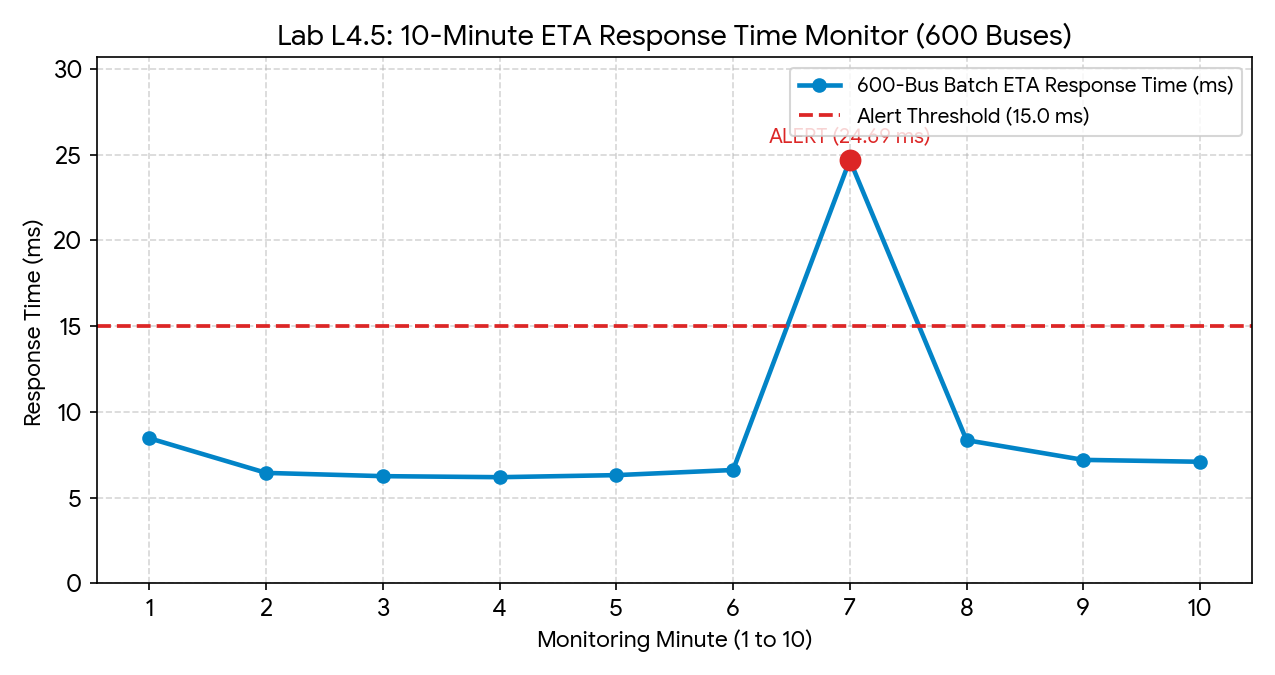 Lab L4.5: 10-Minute ETA Response Time Monitor (600 Buses)
30
25
20
15
10
5
0
Response Time (ms)
600-Bus Batch ETA Response Time (ms)
Alert Threshold (15.0 ms)
ALERT (24.69 ms)
1 2 3 4 5 6 7 8 9 10
Monitoring Minute (1 to 10)